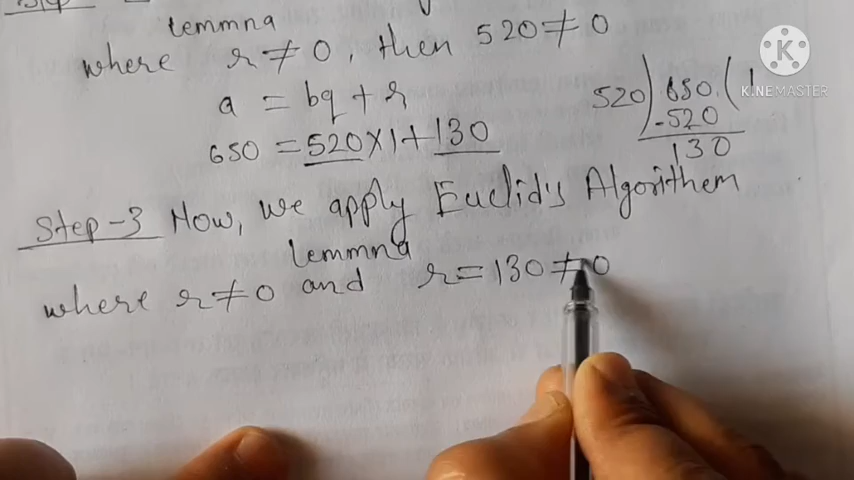 lemmna
where r ≠ 0, then 520 ≠ 0
a = bq + r
650 = 520 × 1 + 130
520) 650 (1
-520
130
Step-3 Now, we apply Euclid's Algorithem
lemmna
where r ≠ 0 and r = 130 ≠ 0
KINEMASTER